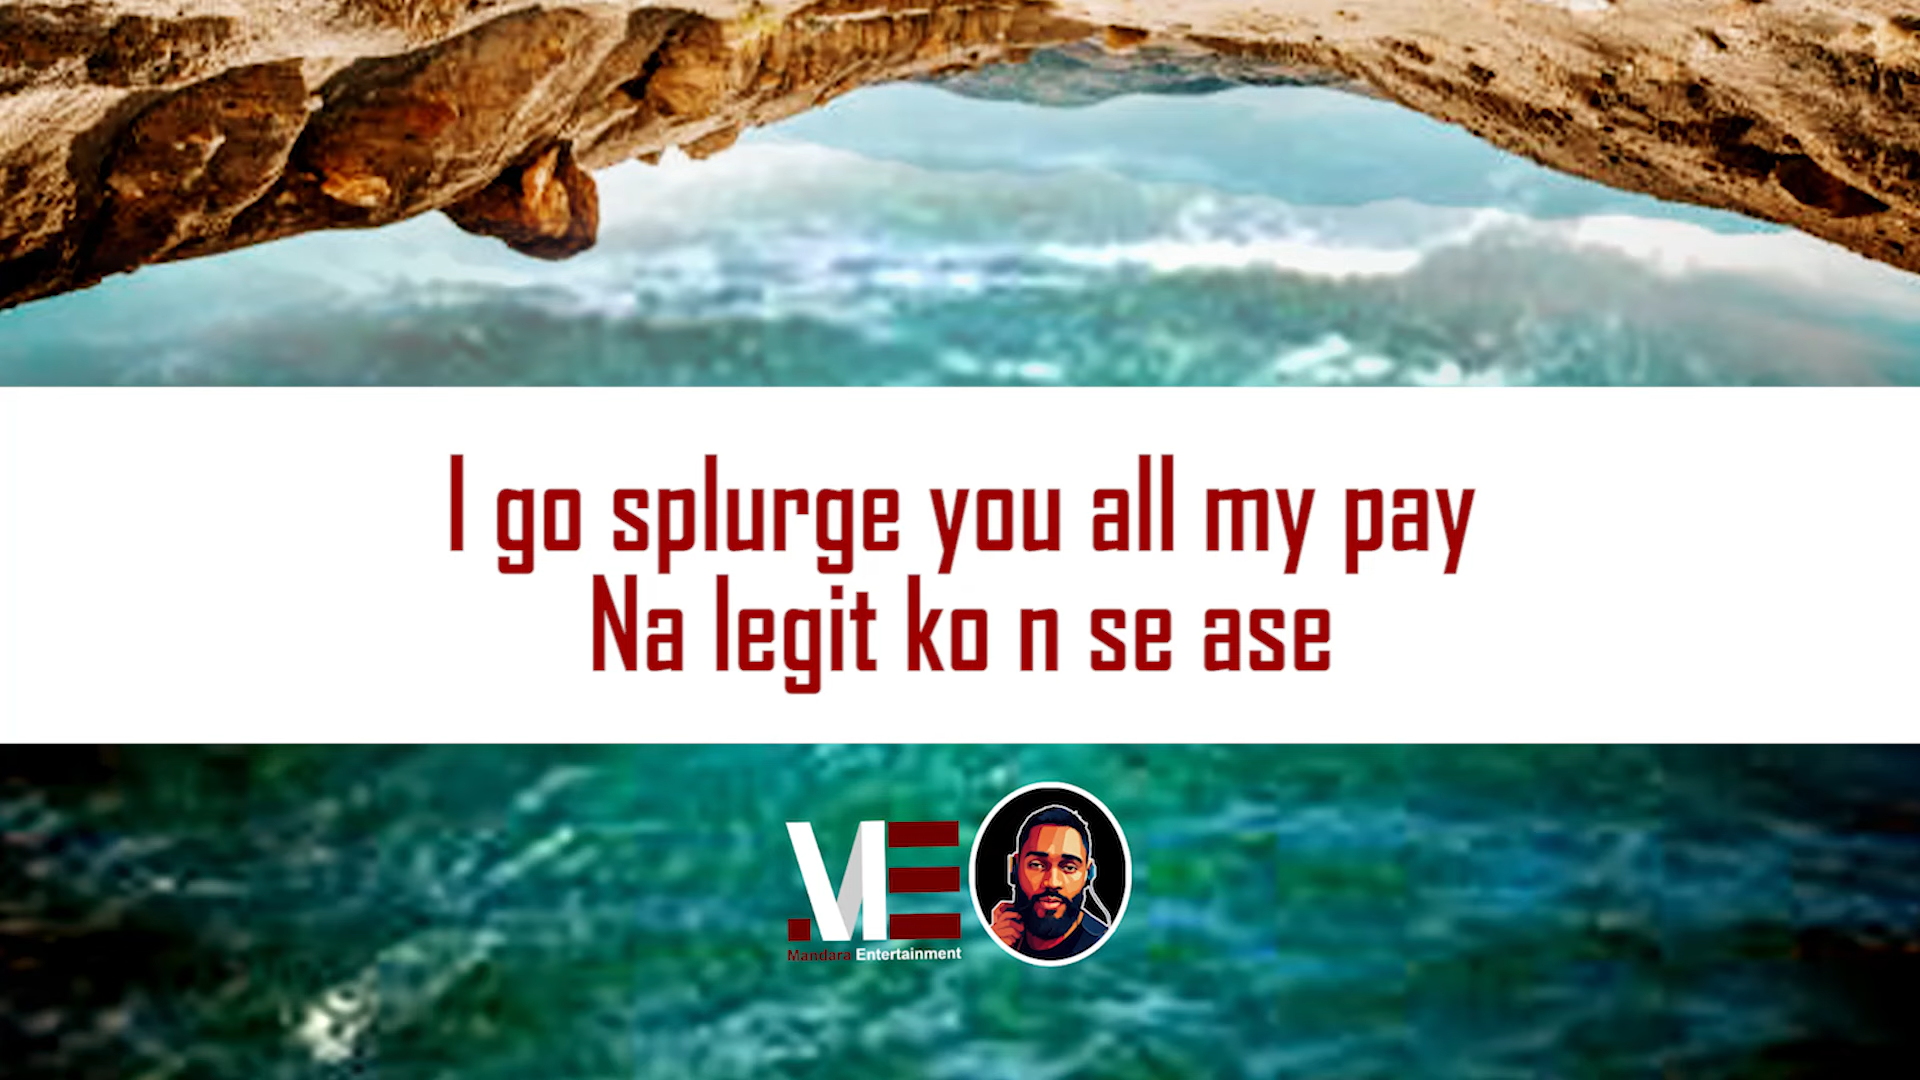 I go splurge you all my pay
Na legit ko n se ase
Mandara Entertainment